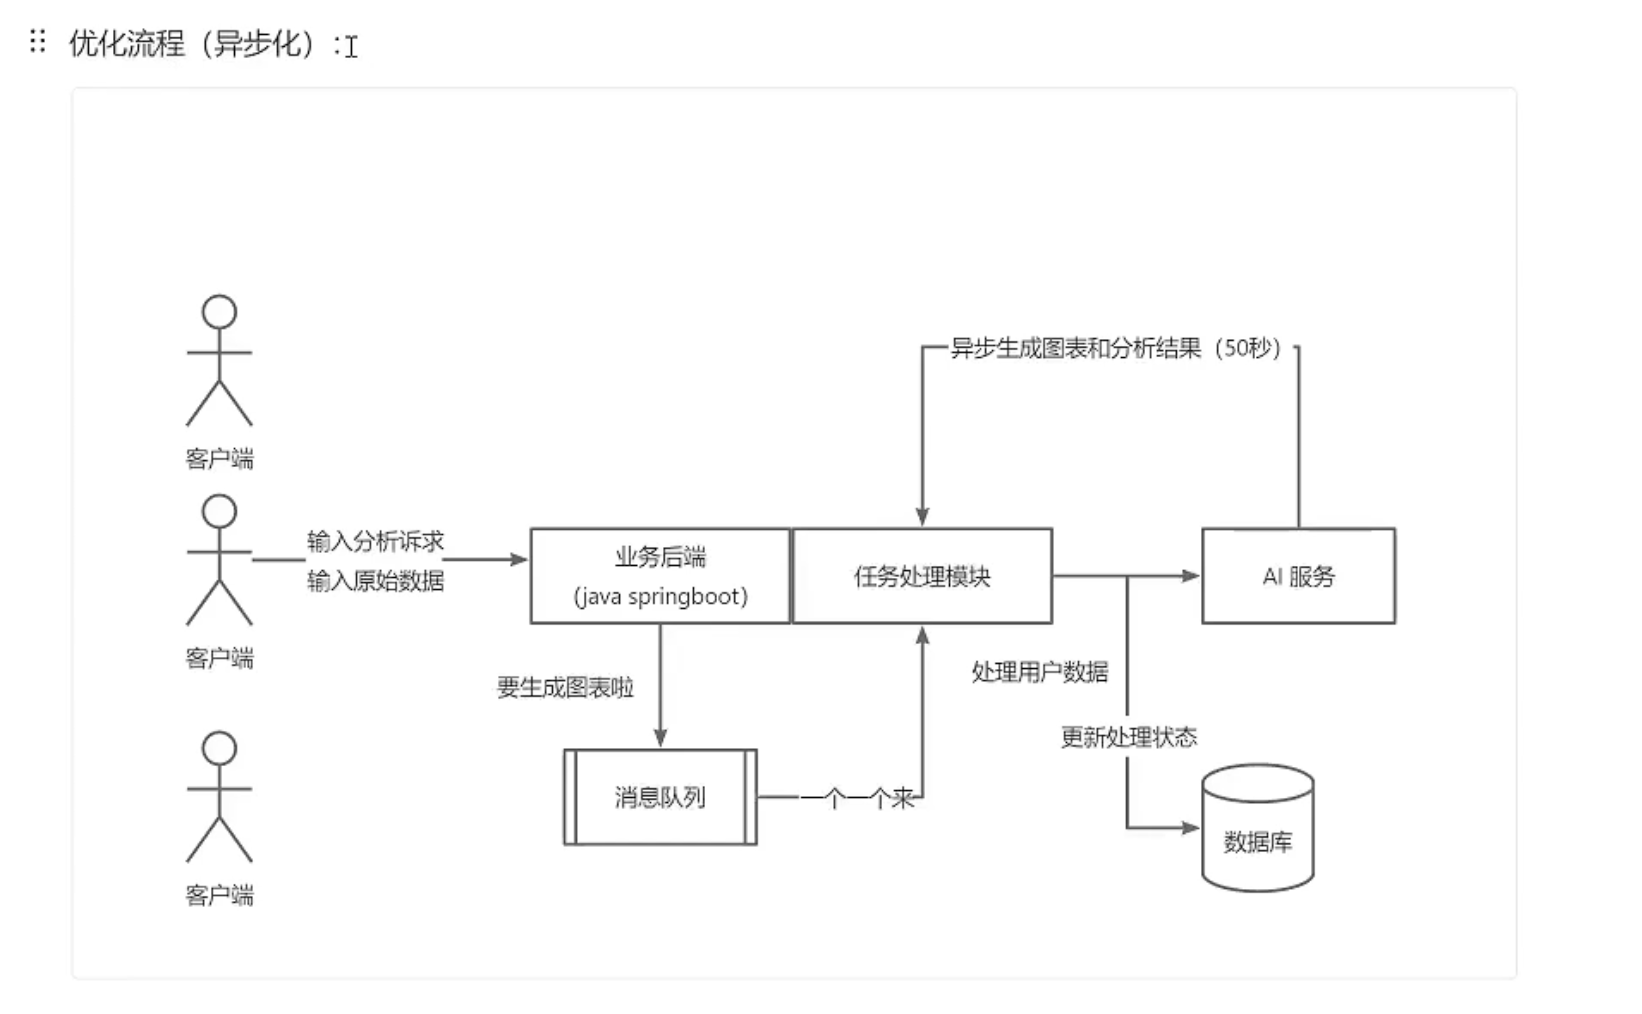 优化流程（异步化）：
异步生成图表和分析结果（50秒）
客户端
输入分析诉求
输入原始数据
客户端
业务后端
(java springboot)
任务处理模块
AI 服务
要生成图表啦
处理用户数据
更新处理状态
消息队列
一个一个来
数据库
客户端